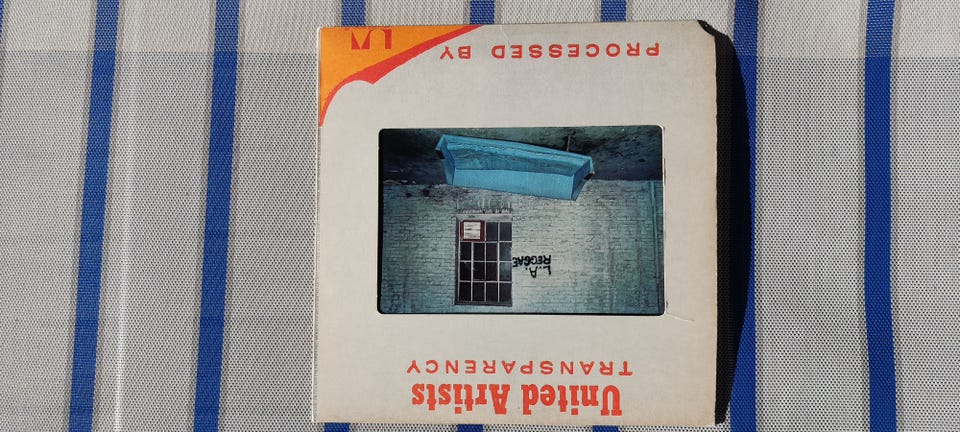 United Artists
TRANSPARENCY
L.A.
REGGAE
PROCESSED BY
UA